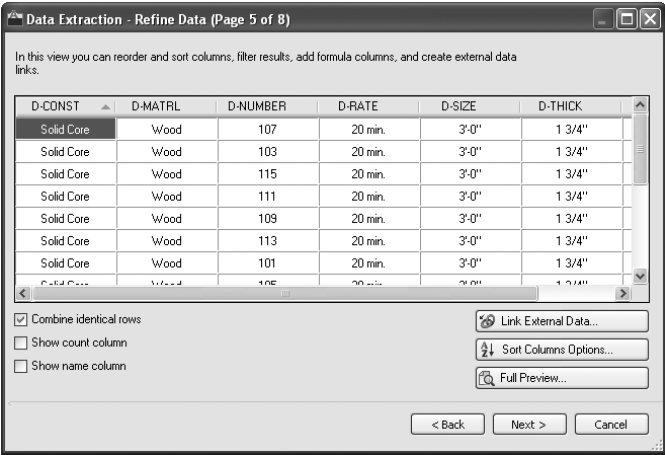 Data Extraction - Refine Data (Page 5 of 8)
In this view you can reorder and sort columns, filter results, add formula columns, and create external data
links.
D-CONST D-MATRL D-NUMBER D-RATE D-SIZE D-THICK
Solid Core Wood 107 20 min. 3'-0" 1 3/4"
Solid Core Wood 103 20 min. 3'-0" 1 3/4"
Solid Core Wood 115 20 min. 3'-0" 1 3/4"
Solid Core Wood 111 20 min. 3'-0" 1 3/4"
Solid Core Wood 109 20 min. 3'-0" 1 3/4"
Solid Core Wood 113 20 min. 3'-0" 1 3/4"
Solid Core Wood 101 20 min. 3'-0" 1 3/4"
Combine identical rows
Show count column
Show name column
Link External Data...
Sort Columns Options...
Full Preview...
< Back Next > Cancel